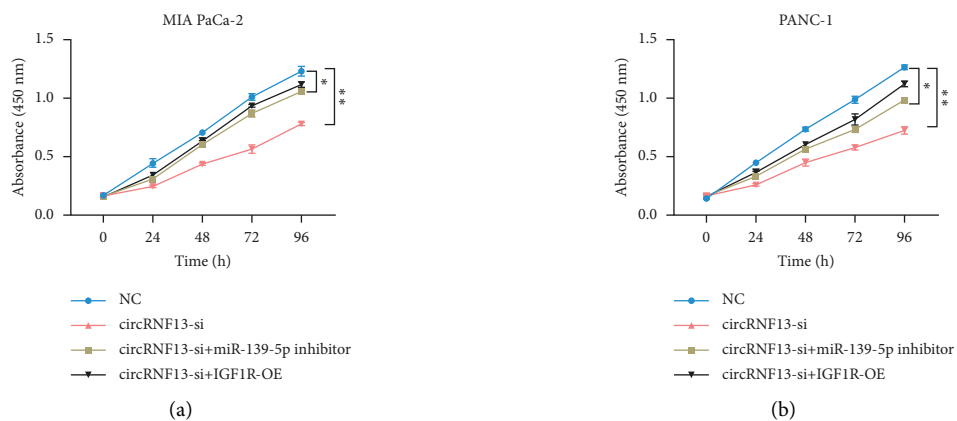 MIA PaCa-2
Absorbance (450 nm)
1.5
1.0
0.5
0.0
*
**
0 24 48 72 96
Time (h)
NC
circRNF13-si
circRNF13-si+miR-139-5p inhibitor
circRNF13-si+IGF1R-OE
(a)
PANC-1
Absorbance (450 nm)
1.5
1.0
0.5
0.0
*
**
0 24 48 72 96
Time (h)
NC
circRNF13-si
circRNF13-si+miR-139-5p inhibitor
circRNF13-si+IGF1R-OE
(b)